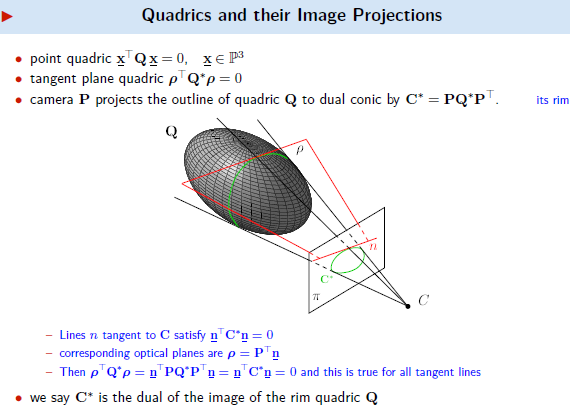 Quadrics and their Image Projections
• point quadric x̲⊤Q x̲ = 0, x̲ ∈ ℙ³
• tangent plane quadric ρ⊤Q*ρ = 0
• camera P projects the outline of quadric Q to dual conic by C* = PQ*P⊤. its rim
Q
ρ
n
C*
π
C
– Lines n tangent to C satisfy n̲⊤C*n̲ = 0
– corresponding optical planes are ρ = P⊤n̲
– Then ρ⊤Q*ρ = n̲⊤PQ*P⊤n̲ = n̲⊤C*n̲ = 0 and this is true for all tangent lines
• we say C* is the dual of the image of the rim quadric Q